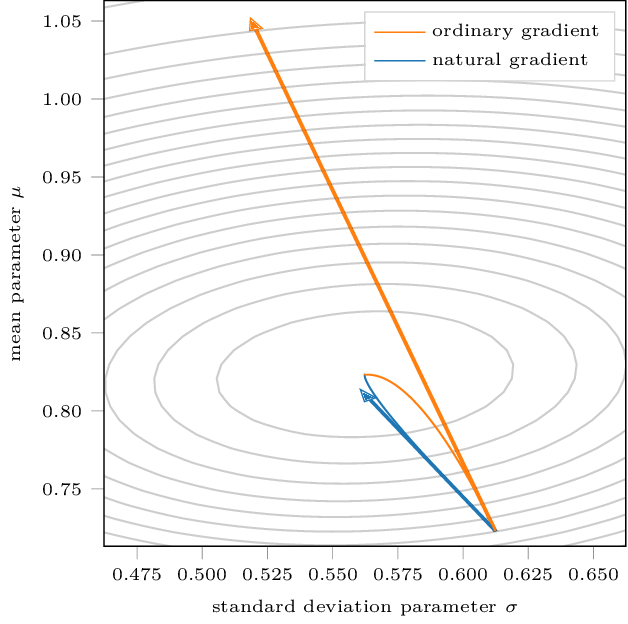 ordinary gradient
natural gradient
1.05
1.00
0.95
0.90
0.85
0.80
0.75
mean parameter μ
0.475 0.500 0.525 0.550 0.575 0.600 0.625 0.650
standard deviation parameter σ